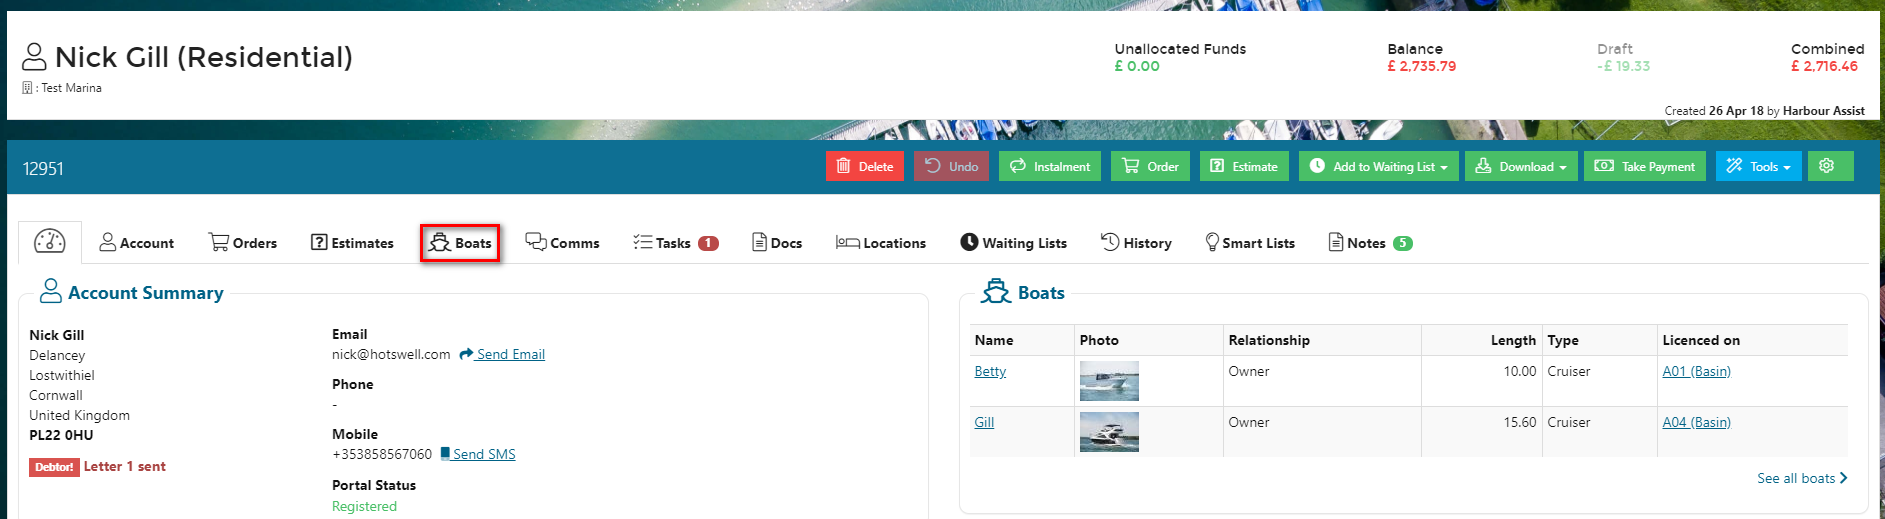 Nick Gill (Residential)
: Test Marina
Unallocated Funds
£ 0.00
Balance
£ 2,735.79
Draft
-£ 19.33
Combined
£ 2,716.46
Created 26 Apr 18 by Harbour Assist
12951
Delete
Undo
Instalment
Order
Estimate
Add to Waiting List
Download
Take Payment
Tools
Account
Orders
Estimates
Boats
Comms
Tasks 1
Docs
Locations
Waiting Lists
History
Smart Lists
Notes 5
Account Summary
Nick Gill
Delancey
Lostwithiel
Cornwall
United Kingdom
PL22 0HU
Debtor! Letter 1 sent
Email
nick@hotswell.com Send Email
Phone
-
Mobile
+353858567060 Send SMS
Portal Status
Registered
Boats
Name Photo Relationship Length Type Licenced on
Betty Owner 10.00 Cruiser A01 (Basin)
Gill Owner 15.60 Cruiser A04 (Basin)
See all boats